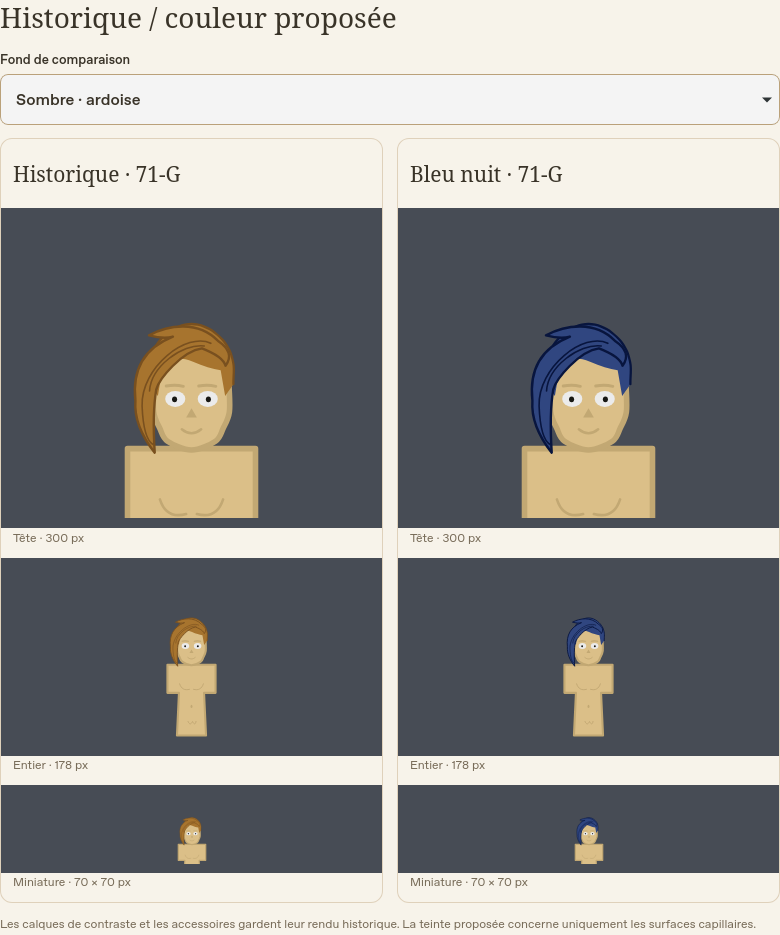 Historique / couleur proposée
Fond de comparaison
Sombre · ardoise
Historique · 71-G
Bleu nuit · 71-G
Tête · 300 px
Tête · 300 px
Entier · 178 px
Entier · 178 px
Miniature · 70 × 70 px
Miniature · 70 × 70 px
Les calques de contraste et les accessoires gardent leur rendu historique. La teinte proposée concerne uniquement les surfaces capillaires.